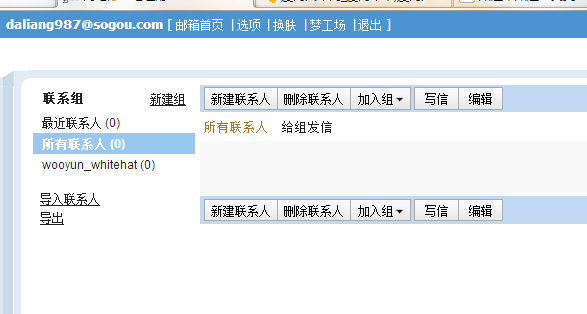 daliang987@sogou.com [ 邮箱首页 | 选项 | 换肤 | 梦工场 | 退出 ]
联系组 新建组
最近联系人 (0)
所有联系人 (0)
wooyun_whitehat (0)
导入联系人
导出
新建联系人 删除联系人 加入组 写信 编辑
所有联系人 给组发信
新建联系人 删除联系人 加入组 写信 编辑